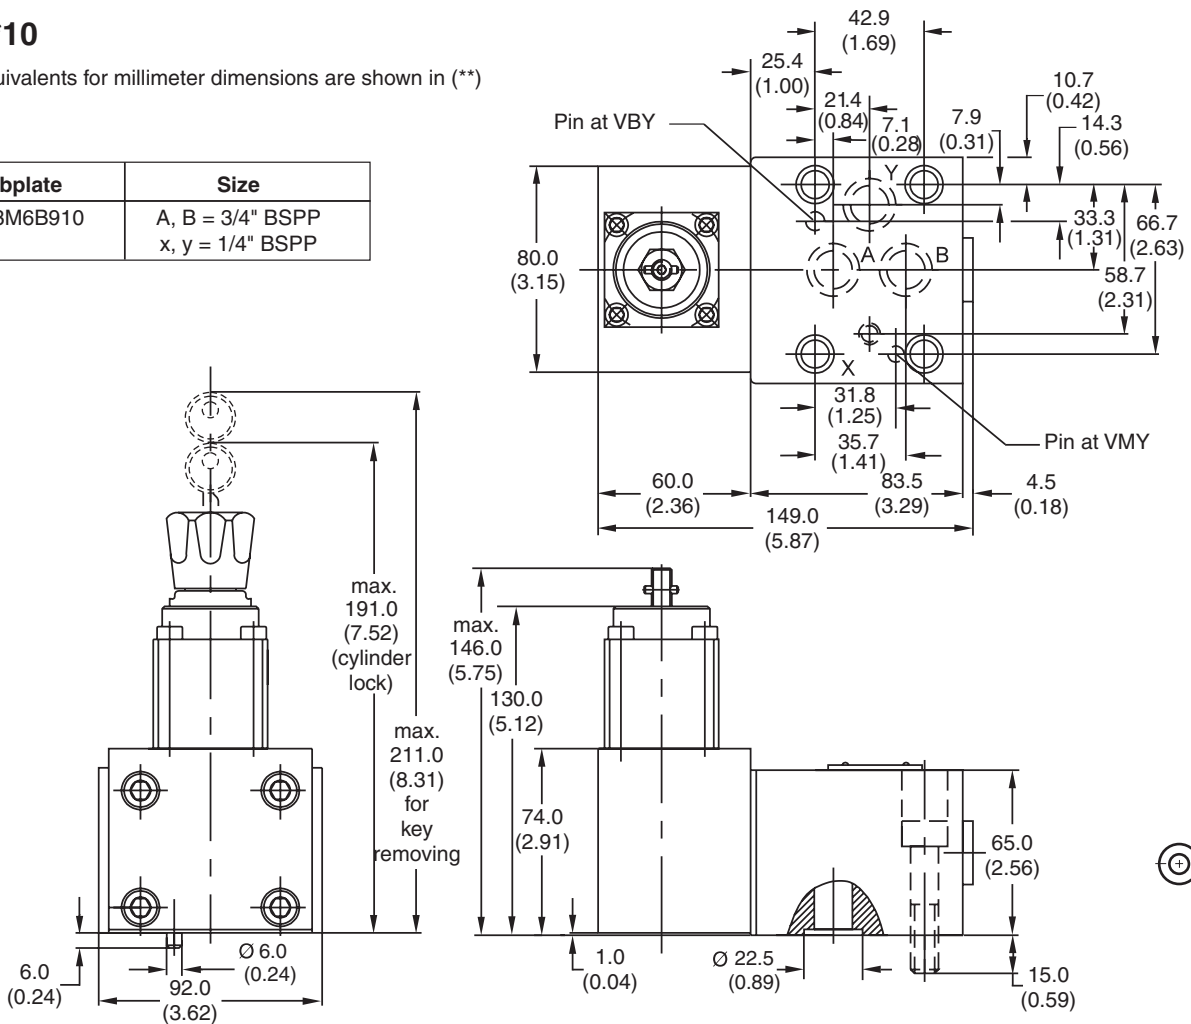 10
uivalents for millimeter dimensions are shown in (**)
bplate Size
3M6B910 A, B = 3/4" BSPP
x, y = 1/4" BSPP
42.9
(1.69)
25.4
(1.00)
21.4
(0.84)
7.1
(0.28)
7.9
(0.31)
10.7
(0.42)
14.3
(0.56)
Pin at VBY
Y
A
B
X
80.0
(3.15)
33.3
(1.31)
66.7
(2.63)
58.7
(2.31)
31.8
(1.25)
35.7
(1.41)
Pin at VMY
60.0
(2.36)
83.5
(3.29)
4.5
(0.18)
149.0
(5.87)
max.
191.0
(7.52)
(cylinder
lock)
max.
211.0
(8.31)
for
key
removing
6.0
(0.24)
Ø 6.0
(0.24)
92.0
(3.62)
max.
146.0
(5.75)
130.0
(5.12)
74.0
(2.91)
65.0
(2.56)
1.0
(0.04)
Ø 22.5
(0.89)
15.0
(0.59)